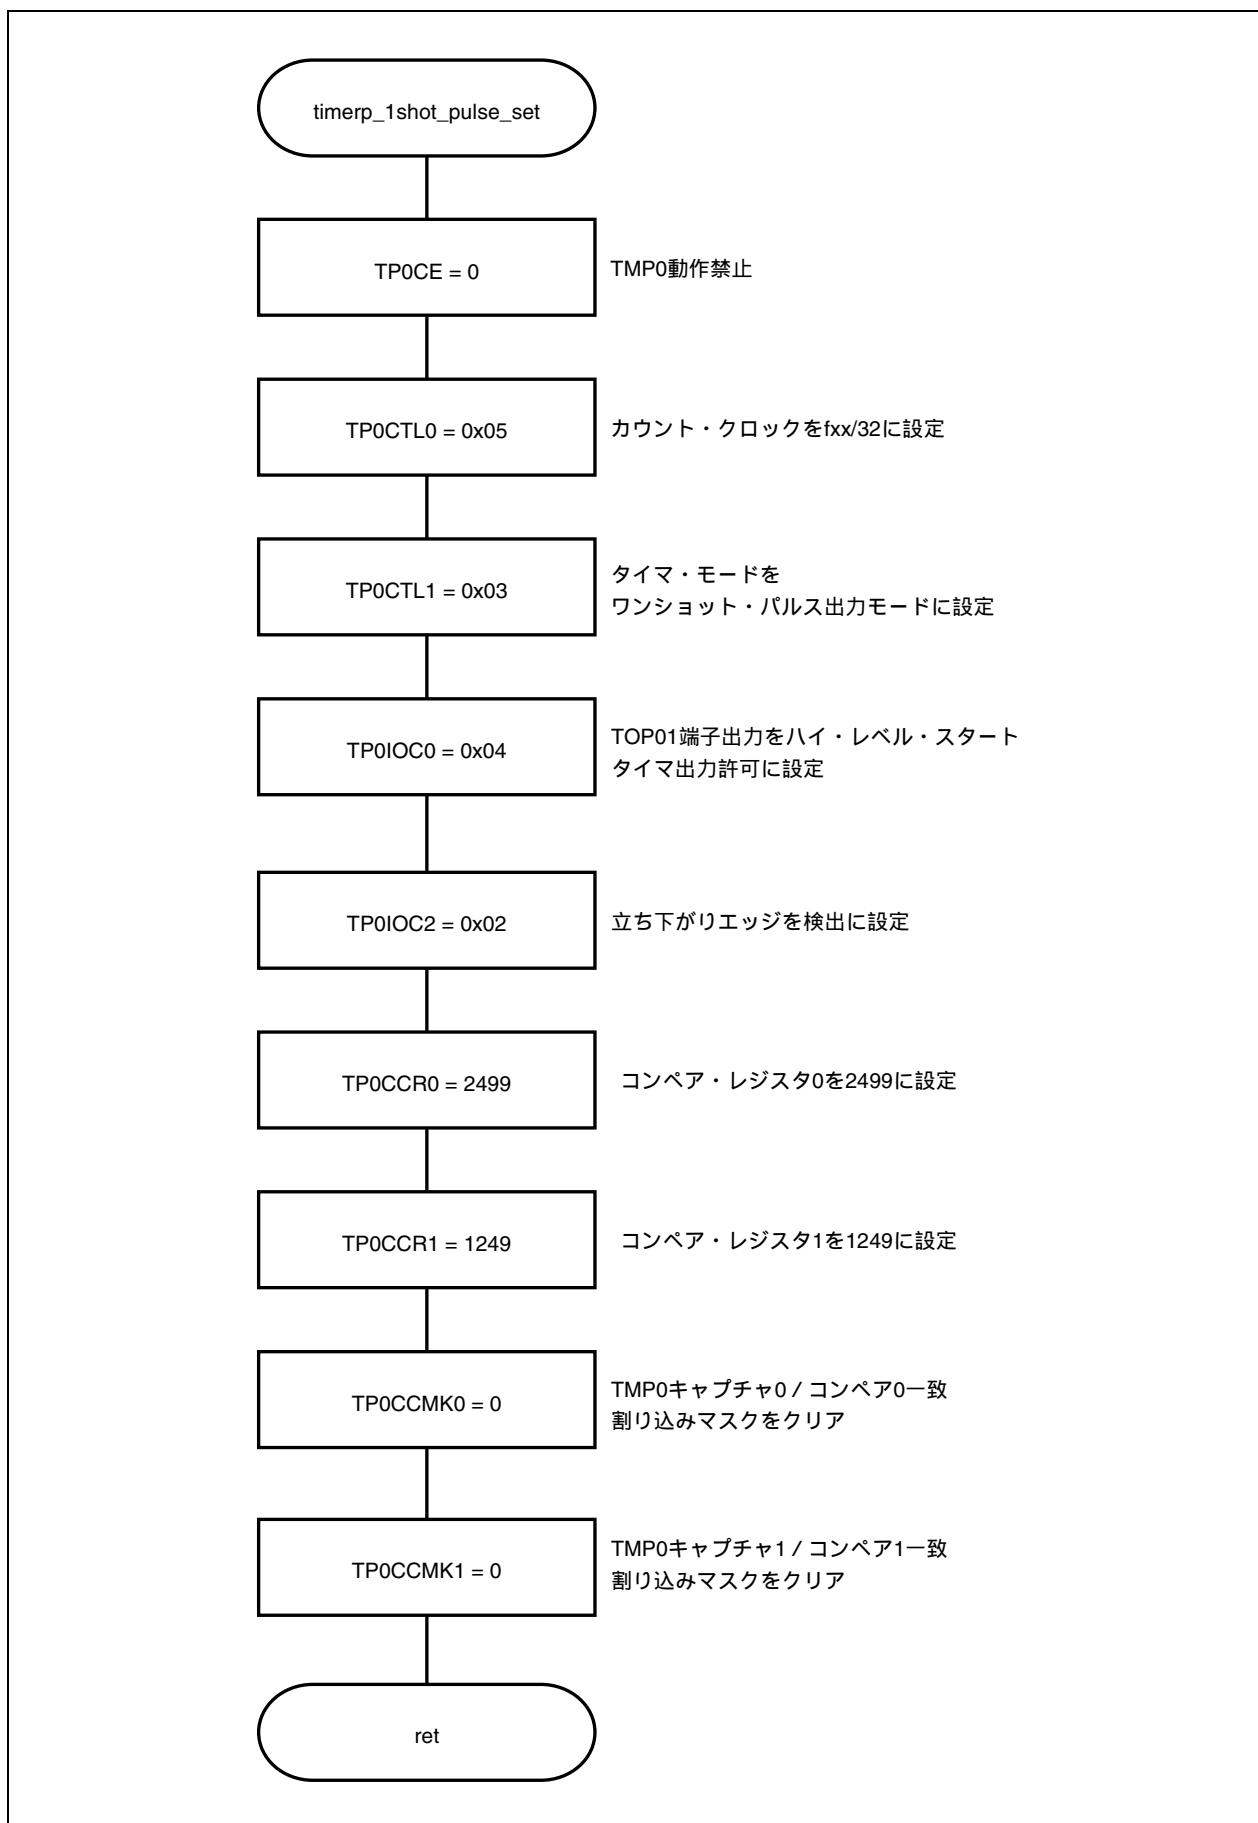 timerp_1shot_pulse_set
TP0CE = 0
TMP0動作禁止
TP0CTL0 = 0x05
カウント・クロックをfxx/32に設定
TP0CTL1 = 0x03
タイマ・モードを
ワンショット・パルス出力モードに設定
TP0IOC0 = 0x04
TOP01端子出力をハイ・レベル・スタート
タイマ出力許可に設定
TP0IOC2 = 0x02
立ち下がりエッジを検出に設定
TP0CCR0 = 2499
コンペア・レジスタ0を2499に設定
TP0CCR1 = 1249
コンペア・レジスタ1を1249に設定
TP0CCMK0 = 0
TMP0キャプチャ0 / コンペア0一致
割り込みマスクをクリア
TP0CCMK1 = 0
TMP0キャプチャ1 / コンペア1一致
割り込みマスクをクリア
ret